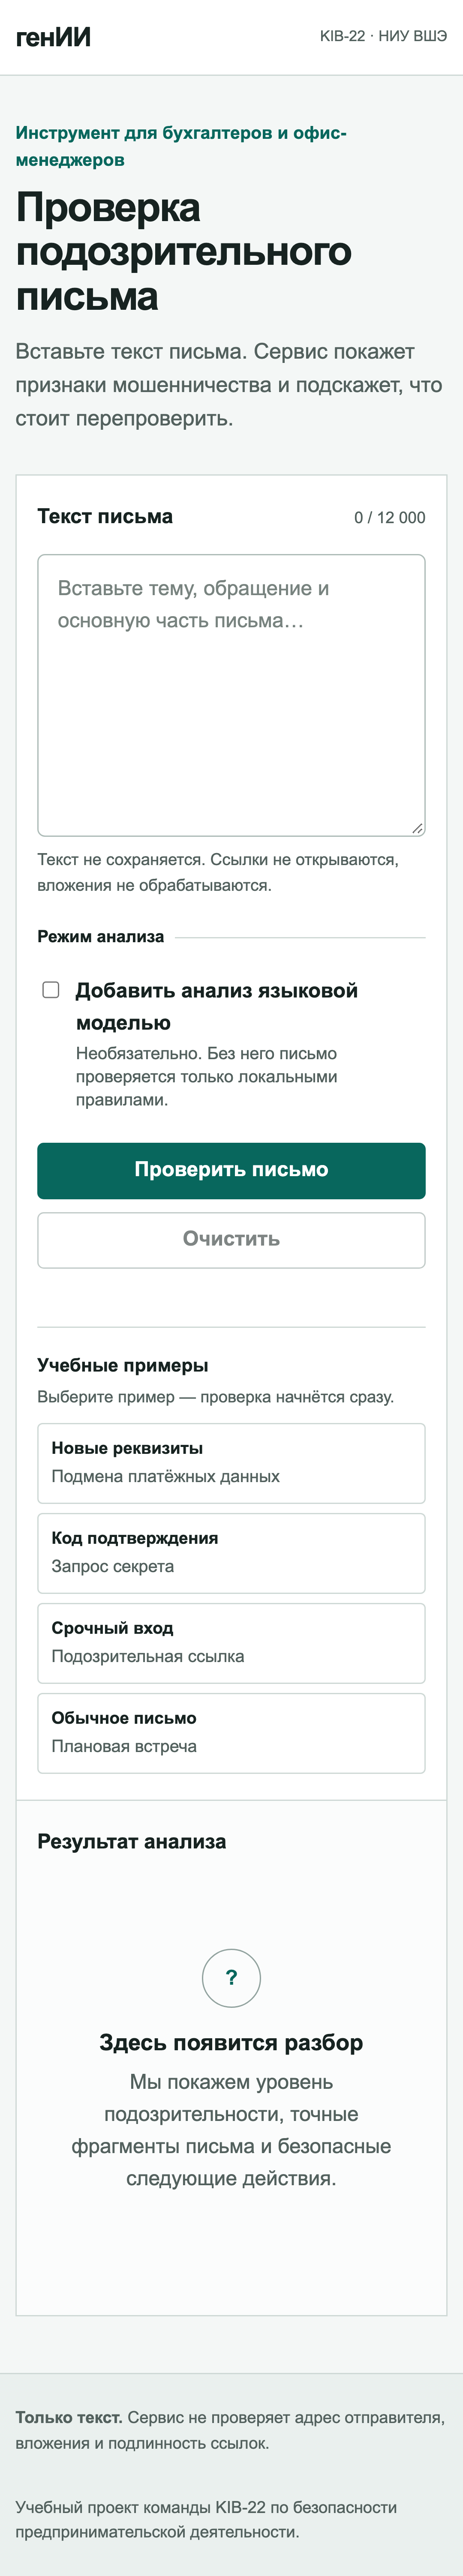 генИИ
KIB-22 · НИУ ВШЭ
Инструмент для бухгалтеров и офис-
менеджеров
Проверка
подозрительного
письма
Вставьте текст письма. Сервис покажет
признаки мошенничества и подскажет, что
стоит перепроверить.
Текст письма
0 / 12 000
Вставьте тему, обращение и
основную часть письма…
Текст не сохраняется. Ссылки не открываются,
вложения не обрабатываются.
Режим анализа
Добавить анализ языковой
моделью
Необязательно. Без него письмо
проверяется только локальными
правилами.
Проверить письмо
Очистить
Учебные примеры
Выберите пример — проверка начнётся сразу.
Новые реквизиты
Подмена платёжных данных
Код подтверждения
Запрос секрета
Срочный вход
Подозрительная ссылка
Обычное письмо
Плановая встреча
Результат анализа
?
Здесь появится разбор
Мы покажем уровень
подозрительности, точные
фрагменты письма и безопасные
следующие действия.
Только текст. Сервис не проверяет адрес отправителя,
вложения и подлинность ссылок.
Учебный проект команды KIB-22 по безопасности
предпринимательской деятельности.